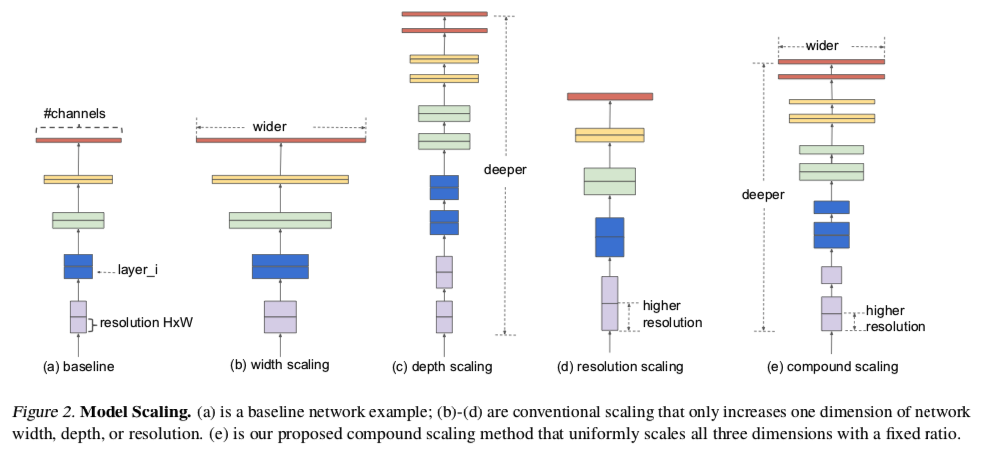 #channels
layer_i
resolution HxW
(a) baseline
wider
(b) width scaling
deeper
(c) depth scaling
higher
resolution
(d) resolution scaling
wider
deeper
higher
resolution
(e) compound scaling
Figure 2. Model Scaling. (a) is a baseline network example; (b)-(d) are conventional scaling that only increases one dimension of network
width, depth, or resolution. (e) is our proposed compound scaling method that uniformly scales all three dimensions with a fixed ratio.